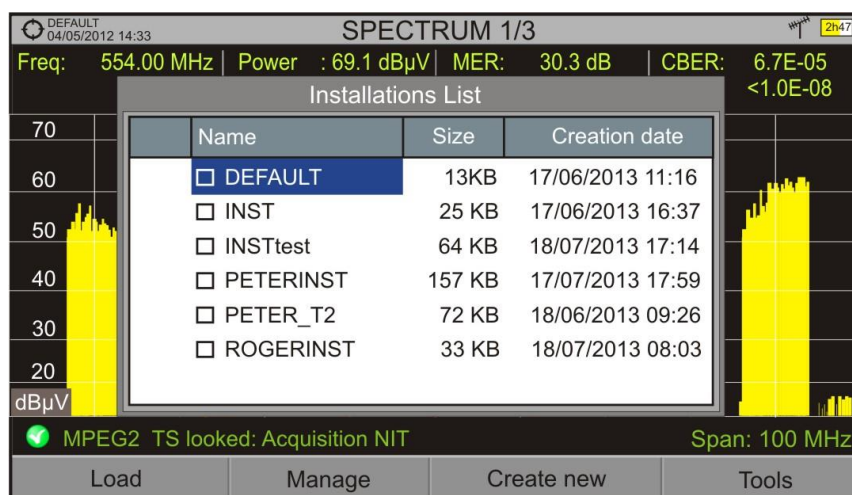 DEFAULT
04/05/2012 14:33
SPECTRUM 1/3
2h47
Freq: 554.00 MHz | Power : 69.1 dBµV | MER: 30.3 dB | CBER: 6.7E-05
<1.0E-08
Installations List
Name Size Creation date
DEFAULT 13KB 17/06/2013 11:16
INST 25 KB 17/06/2013 16:37
INSTtest 64 KB 18/07/2013 17:14
PETERINST 157 KB 17/07/2013 17:59
PETER_T2 72 KB 18/06/2013 09:26
ROGERINST 33 KB 18/07/2013 08:03
70
60
50
40
30
20
dBµV
MPEG2 TS looked: Acquisition NIT
Span: 100 MHz
Load Manage Create new Tools